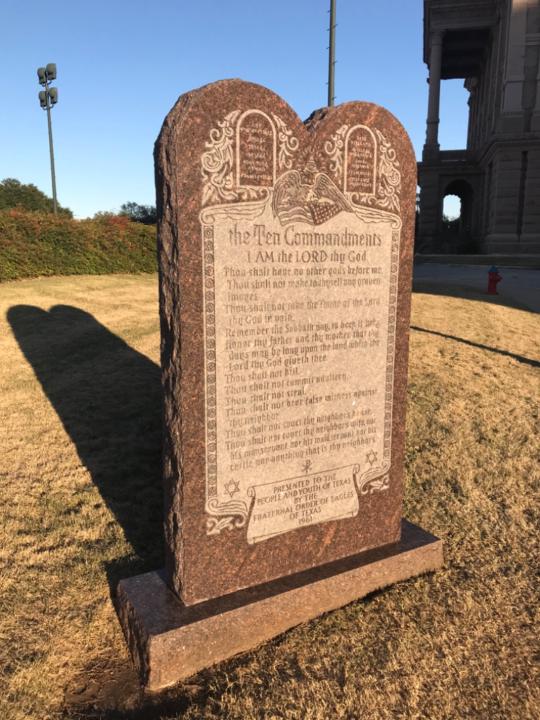 the Ten Commandments
I AM the LORD thy God
Thou shalt have no other gods before me.
Thou shalt not make to thyself any graven
images.
Thou shalt not take the Name of the Lord
thy God in vain.
Remember the Sabbath day, to keep it holy.
Honor thy father and thy mother that thy
days may be long upon the land which the
Lord thy God giveth thee.
Thou shalt not kill.
Thou shalt not commit adultery.
Thou shalt not steal.
Thou shalt not bear false witness against
thy neighbor.
Thou shalt not covet thy neighbor's house.
Thou shalt not covet thy neighbor's wife nor
his manservant nor his maidservant, nor his
cattle nor anything that is thy neighbor's.
PRESENTED TO THE
PEOPLE AND YOUTH OF TEXAS
BY THE
FRATERNAL ORDER OF EAGLES
OF TEXAS
1961